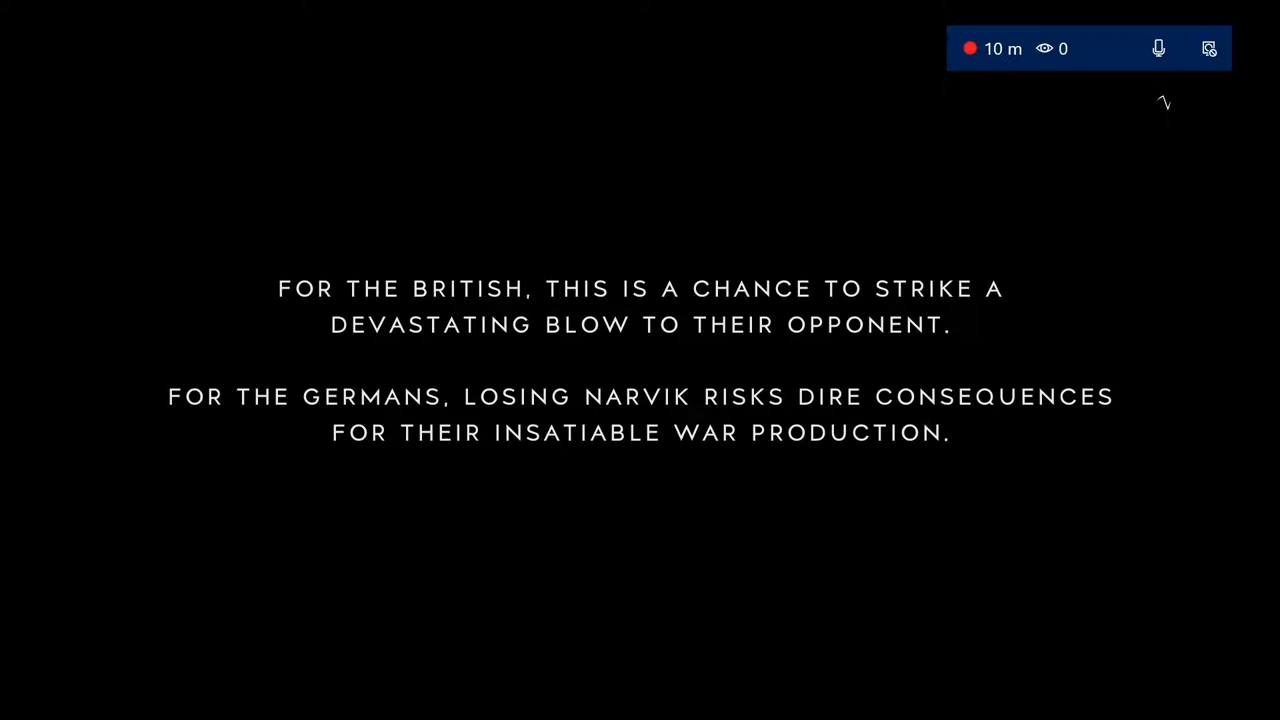 10 m 0
FOR THE BRITISH, THIS IS A CHANCE TO STRIKE A
DEVASTATING BLOW TO THEIR OPPONENT.
FOR THE GERMANS, LOSING NARVIK RISKS DIRE CONSEQUENCES
FOR THEIR INSATIABLE WAR PRODUCTION.